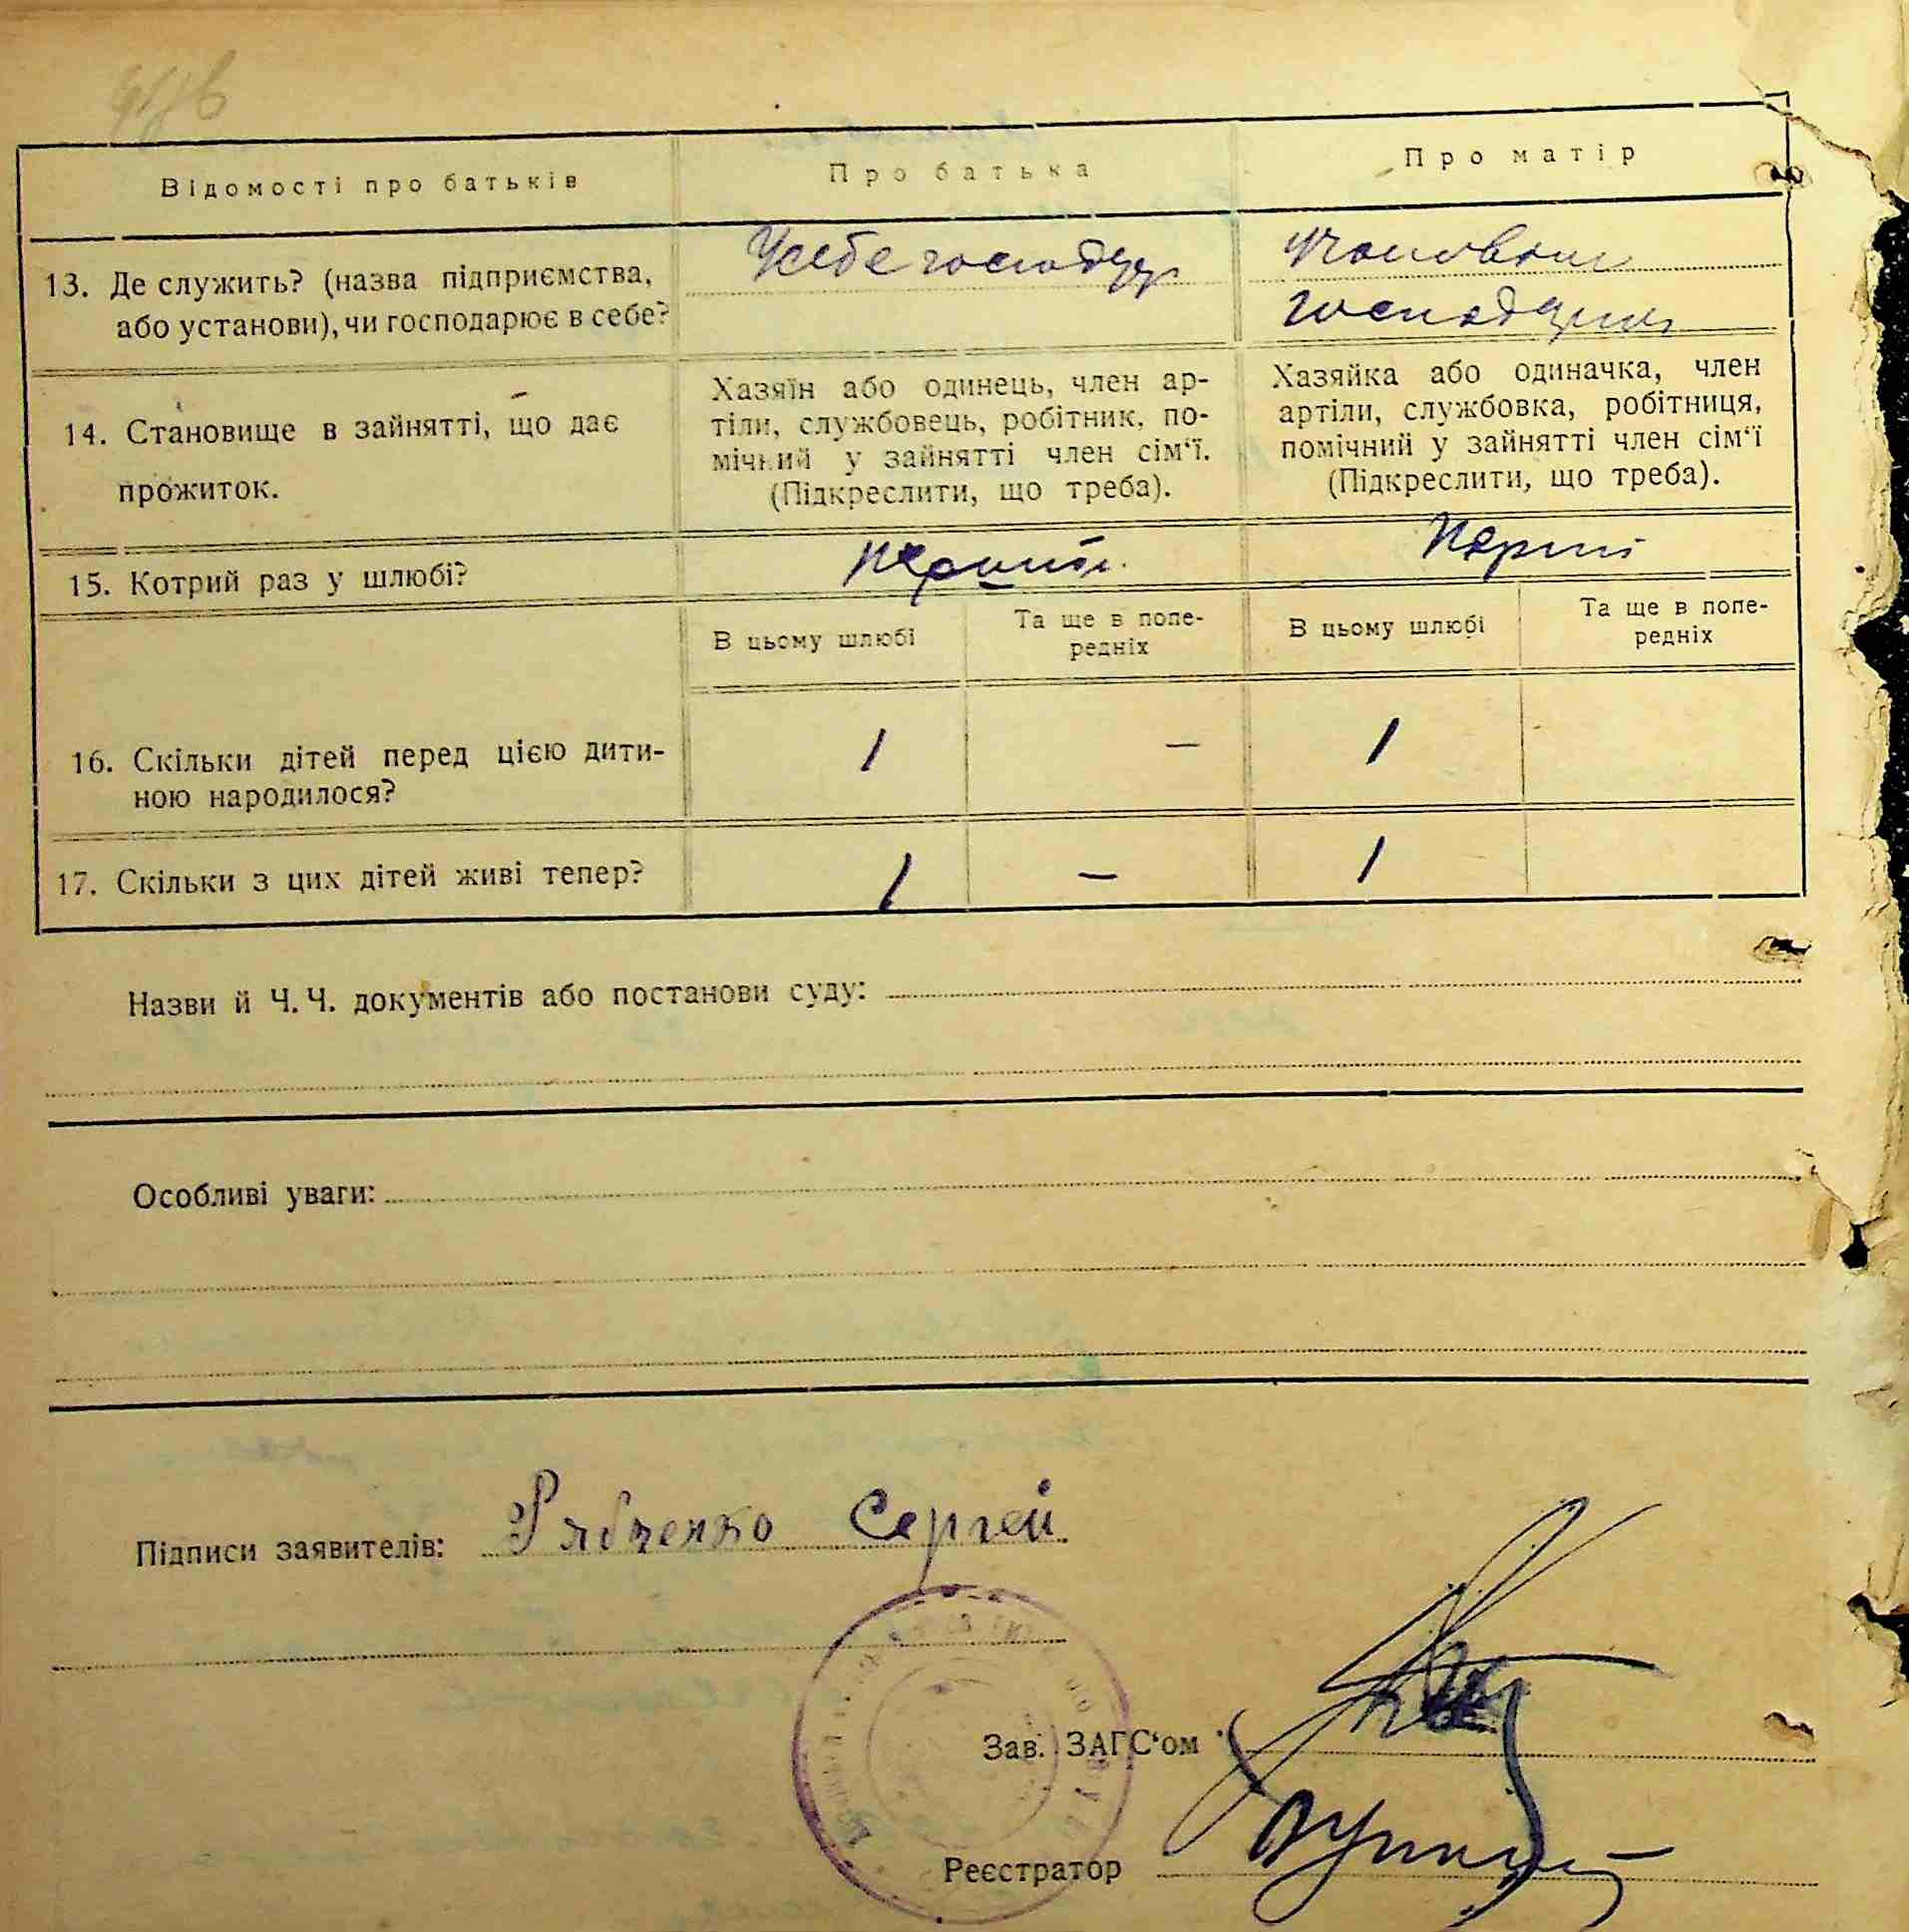 Відомості про батьків
Про батька
Про матір
13. Де служить? (назва підприємства,
або установи), чи господарює в себе?
Усебе
14. Становище в зайнятті, що дає
прожиток.
Хазяїн або одинець, член ар-
тіли, службовець, робітник, по-
мічний у зайнятті член сім‘ї.
(Підкреслити, що треба).
Хазяйка або одиначка, член
артіли, службовка, робітниця,
помічний у зайнятті член сім‘ї
(Підкреслити, що треба).
15. Котрий раз у шлюбі?
В цьому шлюбі
Та ще в попе-
редніх
В цьому шлюбі
Та ще в попе-
редніх
16. Скільки дітей перед цією дити-
ною народилося?
1 — 1
17. Скільки з цих дітей живі тепер?
1 — 1
Назви й Ч. Ч. документів або постанови суду:
Особливі уваги:
Підписи заявителів: Рябченко Сергей
Зав. ЗАГС‘ом
Реєстратор